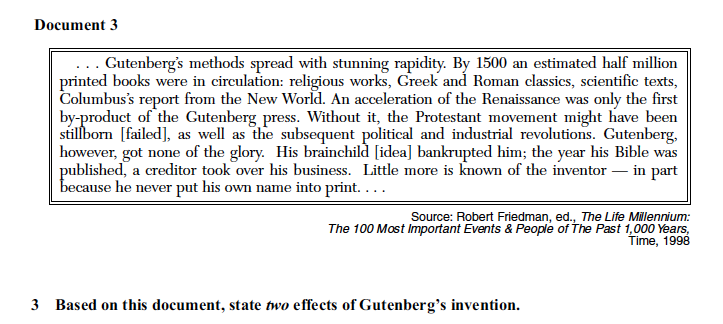 Document 3
. . . Gutenberg's methods spread with stunning rapidity. By 1500 an estimated half million
printed books were in circulation: religious works, Greek and Roman classics, scientific texts,
Columbus's report from the New World. An acceleration of the Renaissance was only the first
by-product of the Gutenberg press. Without it, the Protestant movement might have been
stillborn [failed], as well as the subsequent political and industrial revolutions. Gutenberg,
however, got none of the glory. His brainchild [idea] bankrupted him; the year his Bible was
published, a creditor took over his business. Little more is known of the inventor — in part
because he never put his own name into print. . . .
Source: Robert Friedman, ed., The Life Millennium:
The 100 Most Important Events & People of The Past 1,000 Years,
Time, 1998
3 Based on this document, state two effects of Gutenberg's invention.